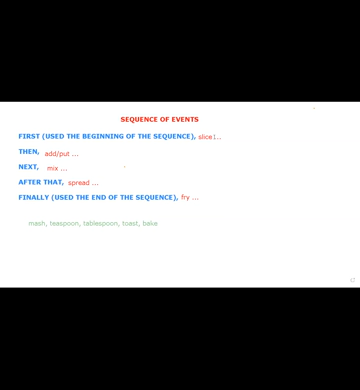 SEQUENCE OF EVENTS
FIRST (USED THE BEGINNING OF THE SEQUENCE), slice1..
THEN, add/put ...
NEXT, mix ...
AFTER THAT, spread ...
FINALLY (USED THE END OF THE SEQUENCE), fry ...
mash, teaspoon, tablespoon, toast, bake